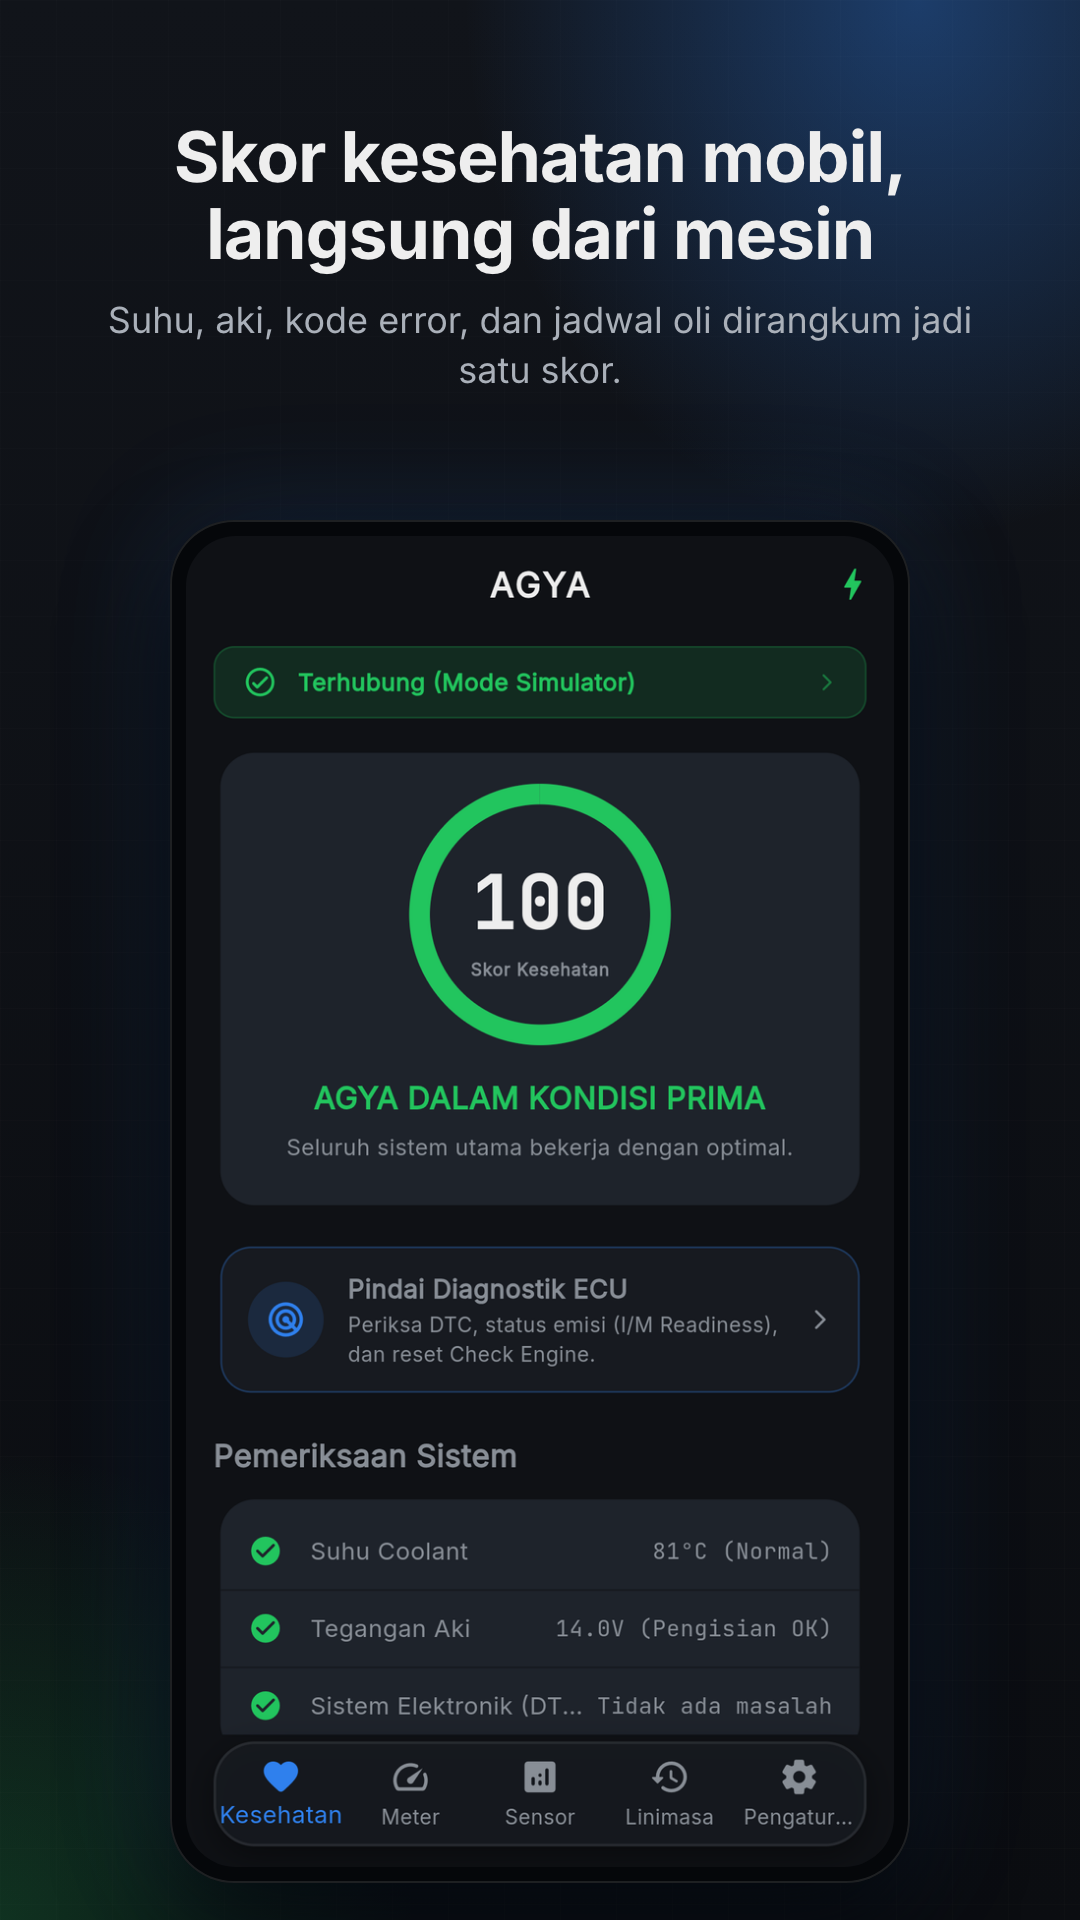 Skor kesehatan mobil,
langsung dari mesin
Suhu, aki, kode error, dan jadwal oli dirangkum jadi
satu skor.
AGYA
Terhubung (Mode Simulator)
100
Skor Kesehatan
AGYA DALAM KONDISI PRIMA
Seluruh sistem utama bekerja dengan optimal.
Pindai Diagnostik ECU
Periksa DTC, status emisi (I/M Readiness),
dan reset Check Engine.
Pemeriksaan Sistem
Suhu Coolant 81°C (Normal)
Tegangan Aki 14.0V (Pengisian OK)
Sistem Elektronik (DT... Tidak ada masalah
Kesehatan Meter Sensor Linimasa Pengatur...